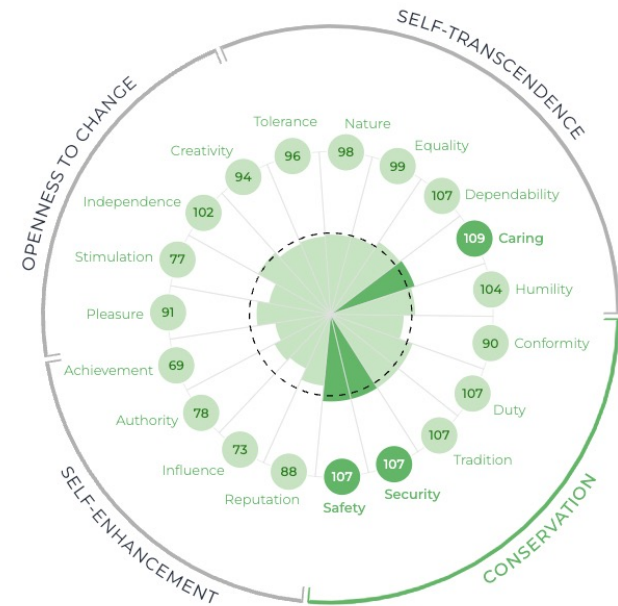 SELF-TRANSCENDENCE
OPENNESS TO CHANGE
SELF-ENHANCEMENT
CONSERVATION
Nature
98
Equality
99
Dependability
107
Caring
109
Humility
104
Conformity
90
Duty
107
Tradition
107
Security
107
Safety
107
Reputation
88
Influence
73
Authority
78
Achievement
69
Pleasure
91
Stimulation
77
Independence
102
Creativity
94
Tolerance
96